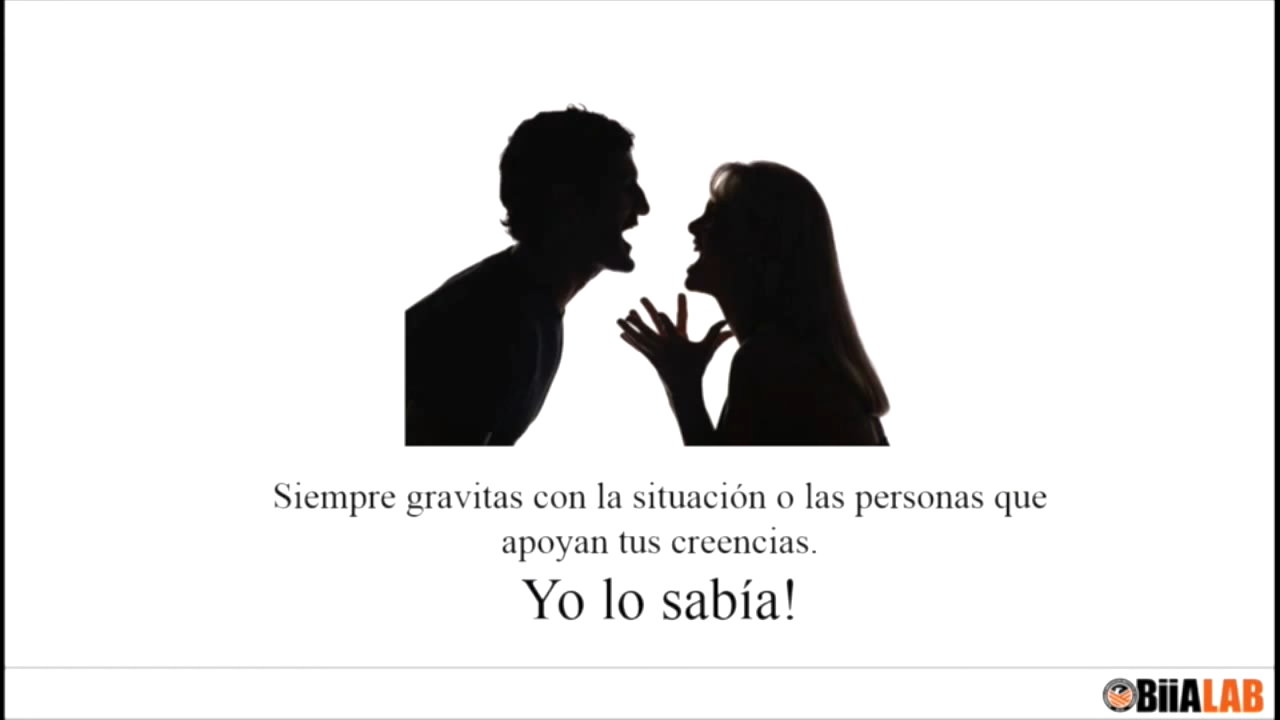 Siempre gravitas con la situación o las personas que
apoyan tus creencias.
Yo lo sabía!
BiiALAB